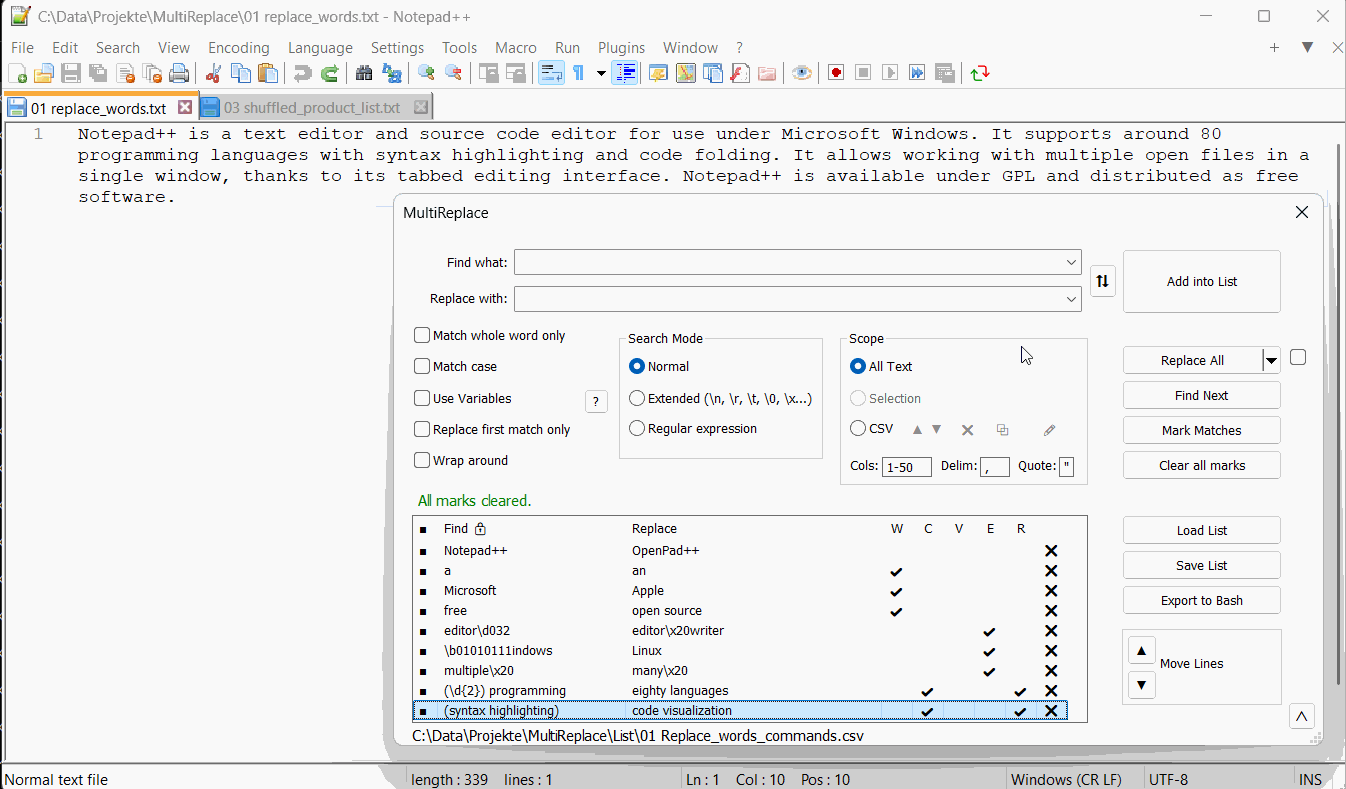 C:\Data\Projekte\MultiReplace\01 replace_words.txt - Notepad++
File Edit Search View Encoding Language Settings Tools Macro Run Plugins Window ?
01 replace_words.txt 03 shuffled_product_list.txt
1 Notepad++ is a text editor and source code editor for use under Microsoft Windows. It supports around 80
programming languages with syntax highlighting and code folding. It allows working with multiple open files in a
single window, thanks to its tabbed editing interface. Notepad++ is available under GPL and distributed as free
software.
MultiReplace
Find what:
Add into List
Replace with:
Match whole word only
Search Mode
Scope
Match case
Normal
All Text
Replace All
Use Variables
?
Extended (\n, \r, \t, \0, \x...)
Selection
Find Next
Replace first match only
Regular expression
CSV
Mark Matches
Wrap around
Cols: 1-50 Delim: , Quote: "
Clear all marks
All marks cleared.
Find Replace W C V E R
Notepad++ OpenPad++
a an
Microsoft Apple
free open source
editor\d032 editor\x20writer
\b01010111indows Linux
multiple\x20 many\x20
(\d{2}) programming eighty languages
(syntax highlighting) code visualization
Load List
Save List
Export to Bash
Move Lines
C:\Data\Projekte\MultiReplace\List\01 Replace_words_commands.csv
Normal text file length : 339 lines : 1 Ln : 1 Col : 10 Pos : 10 Windows (CR LF) UTF-8 INS